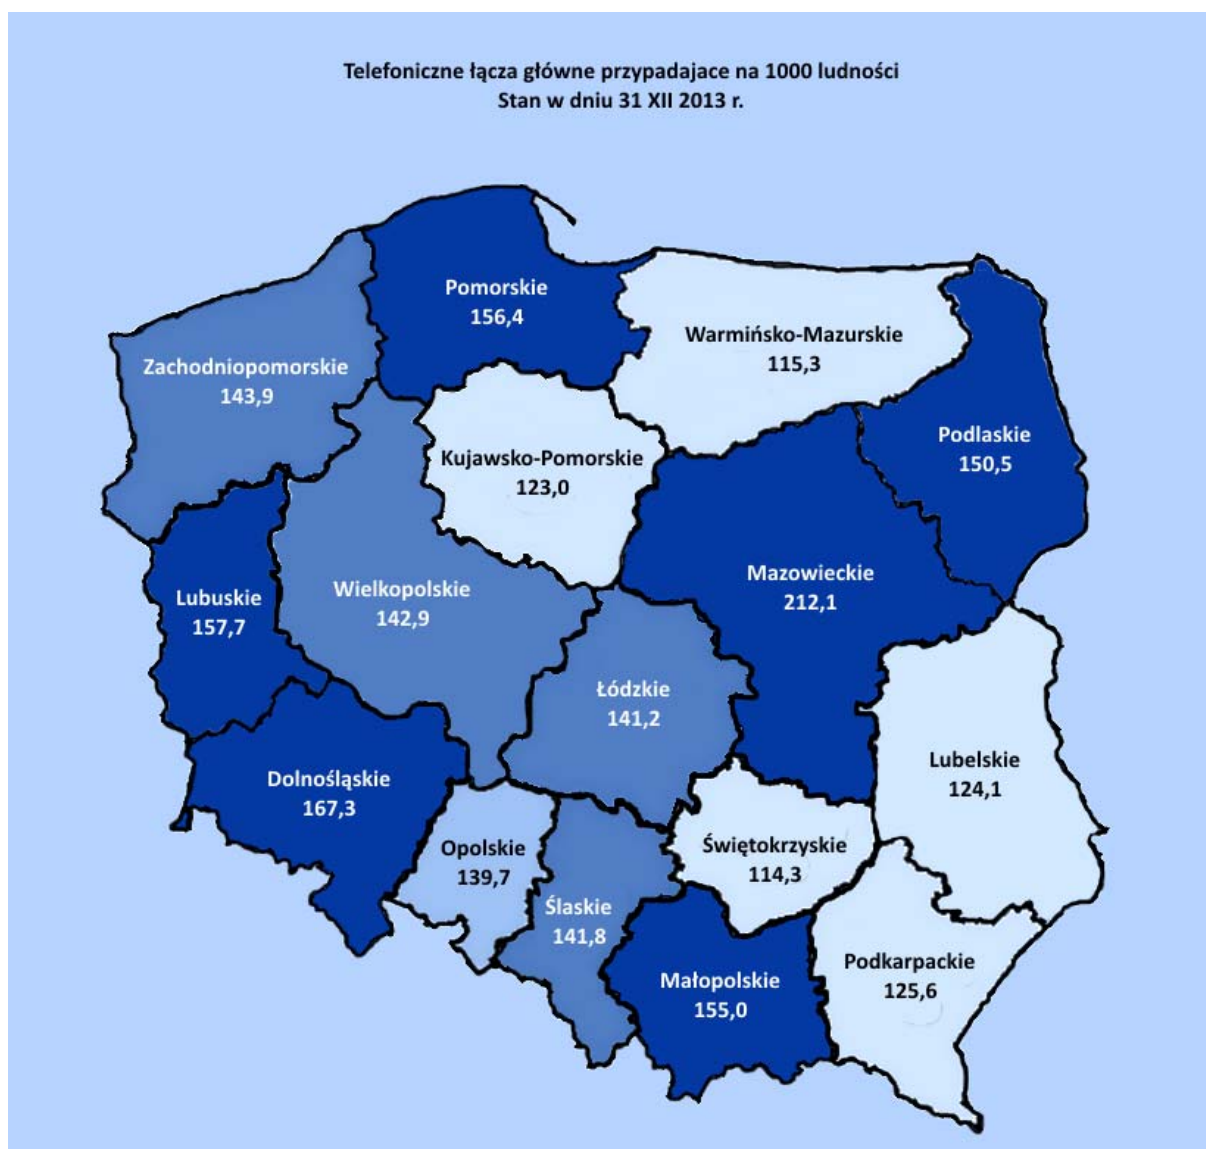 Telefoniczne łącza główne przypadajace na 1000 ludności
Stan w dniu 31 XII 2013 r.
Pomorskie
156,4
Warmińsko-Mazurskie
115,3
Zachodniopomorskie
143,9
Podlaskie
150,5
Kujawsko-Pomorskie
123,0
Mazowieckie
212,1
Wielkopolskie
142,9
Lubuskie
157,7
Łódzkie
141,2
Lubelskie
124,1
Dolnośląskie
167,3
Opolskie
139,7
Świętokrzyskie
114,3
Ślaskie
141,8
Podkarpackie
125,6
Małopolskie
155,0